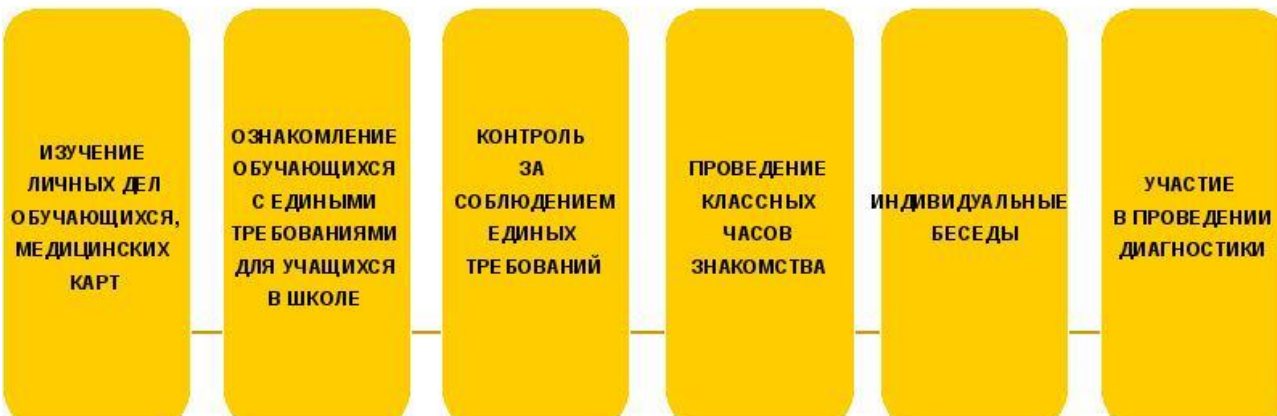 ИЗУЧЕНИЕ
ЛИЧНЫХ ДЕЛ
ОБУЧАЮЩИХСЯ,
МЕДИЦИНСКИХ
КАРТ
ОЗНАКОМЛЕНИЕ
ОБУЧАЮЩИХСЯ
С ЕДИНЫМИ
ТРЕБОВАНИЯМИ
ДЛЯ УЧАЩИХСЯ
В ШКОЛЕ
КОНТРОЛЬ
ЗА
СОБЛЮДЕНИЕМ
ЕДИНЫХ
ТРЕБОВАНИЙ
ПРОВЕДЕНИЕ
КЛАССНЫХ
ЧАСОВ
ЗНАКОМСТВА
ИНДИВИДУАЛЬНЫЕ
БЕСЕДЫ
УЧАСТИЕ
В ПРОВЕДЕНИИ
ДИАГНОСТИКИ